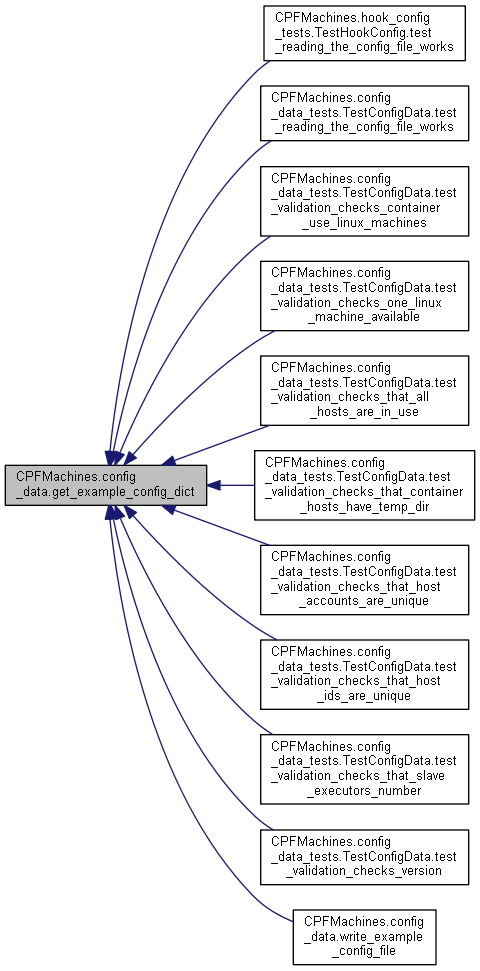 CPFMachines.hook_config
_tests.TestHookConfig.test
_reading_the_config_file_works
CPFMachines.config
_data_tests.TestConfigData.test
_reading_the_config_file_works
CPFMachines.config
_data_tests.TestConfigData.test
_validation_checks_container
_use_linux_machines
CPFMachines.config
_data_tests.TestConfigData.test
_validation_checks_one_linux
_machine_available
CPFMachines.config
_data_tests.TestConfigData.test
_validation_checks_that_all
_hosts_are_in_use
CPFMachines.config
_data.get_example_config_dict
CPFMachines.config
_data_tests.TestConfigData.test
_validation_checks_that_container
_hosts_have_temp_dir
CPFMachines.config
_data_tests.TestConfigData.test
_validation_checks_that_host
_accounts_are_unique
CPFMachines.config
_data_tests.TestConfigData.test
_validation_checks_that_host
_ids_are_unique
CPFMachines.config
_data_tests.TestConfigData.test
_validation_checks_that_slave
_executors_number
CPFMachines.config
_data_tests.TestConfigData.test
_validation_checks_version
CPFMachines.config
_data.write_example
_config_file